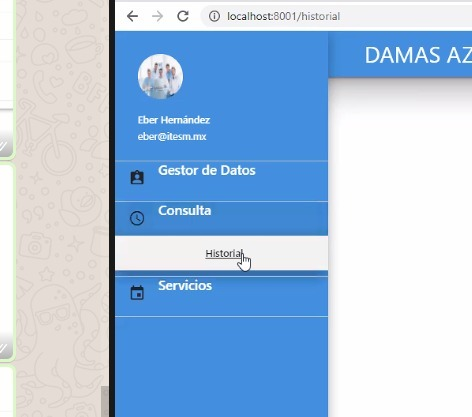 localhost:8001/historial
DAMAS AZ
Eber Hernández
eber@itesm.mx
Gestor de Datos
Consulta
Historial
Servicios